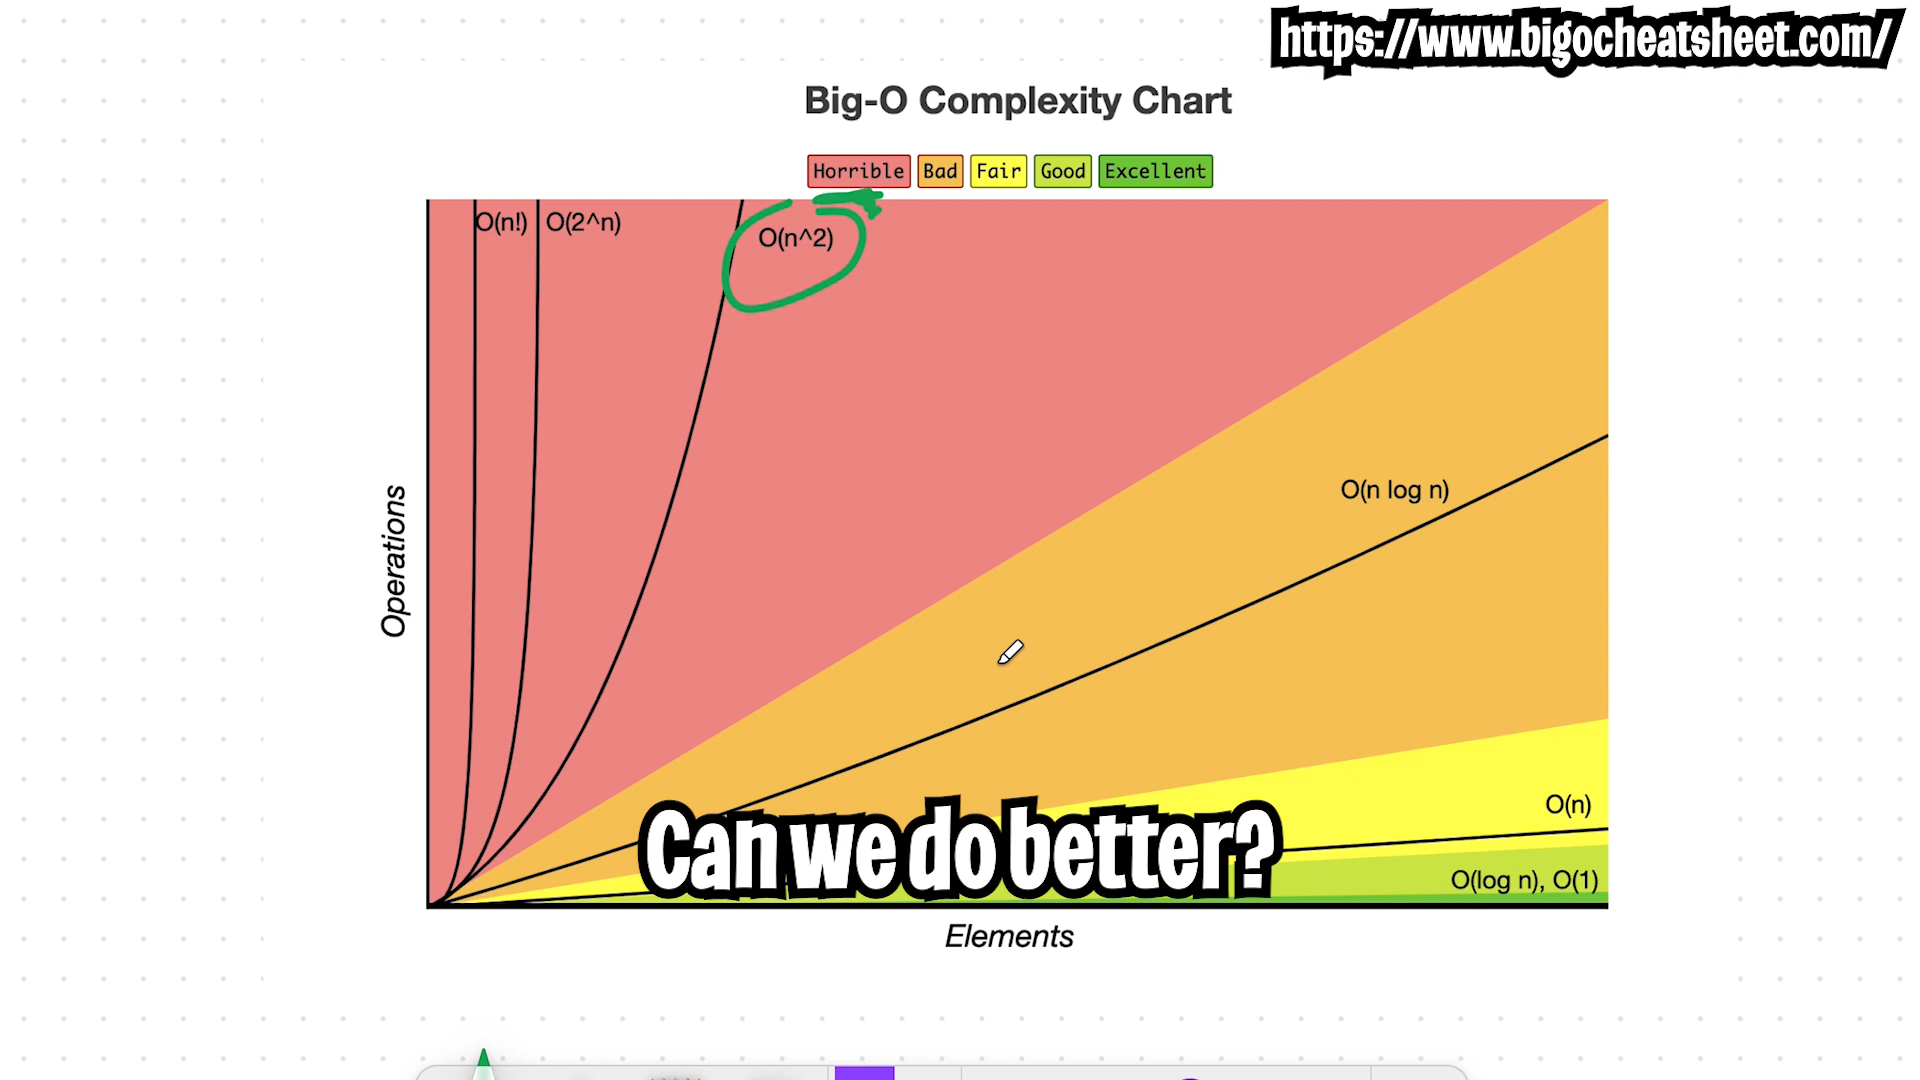 https://www.bigocheatsheet.com/
Big-O Complexity Chart
Horrible Bad Fair Good Excellent
O(n!) O(2^n) O(n^2)
O(n log n)
Operations
O(n)
Can we do better?
O(log n), O(1)
Elements